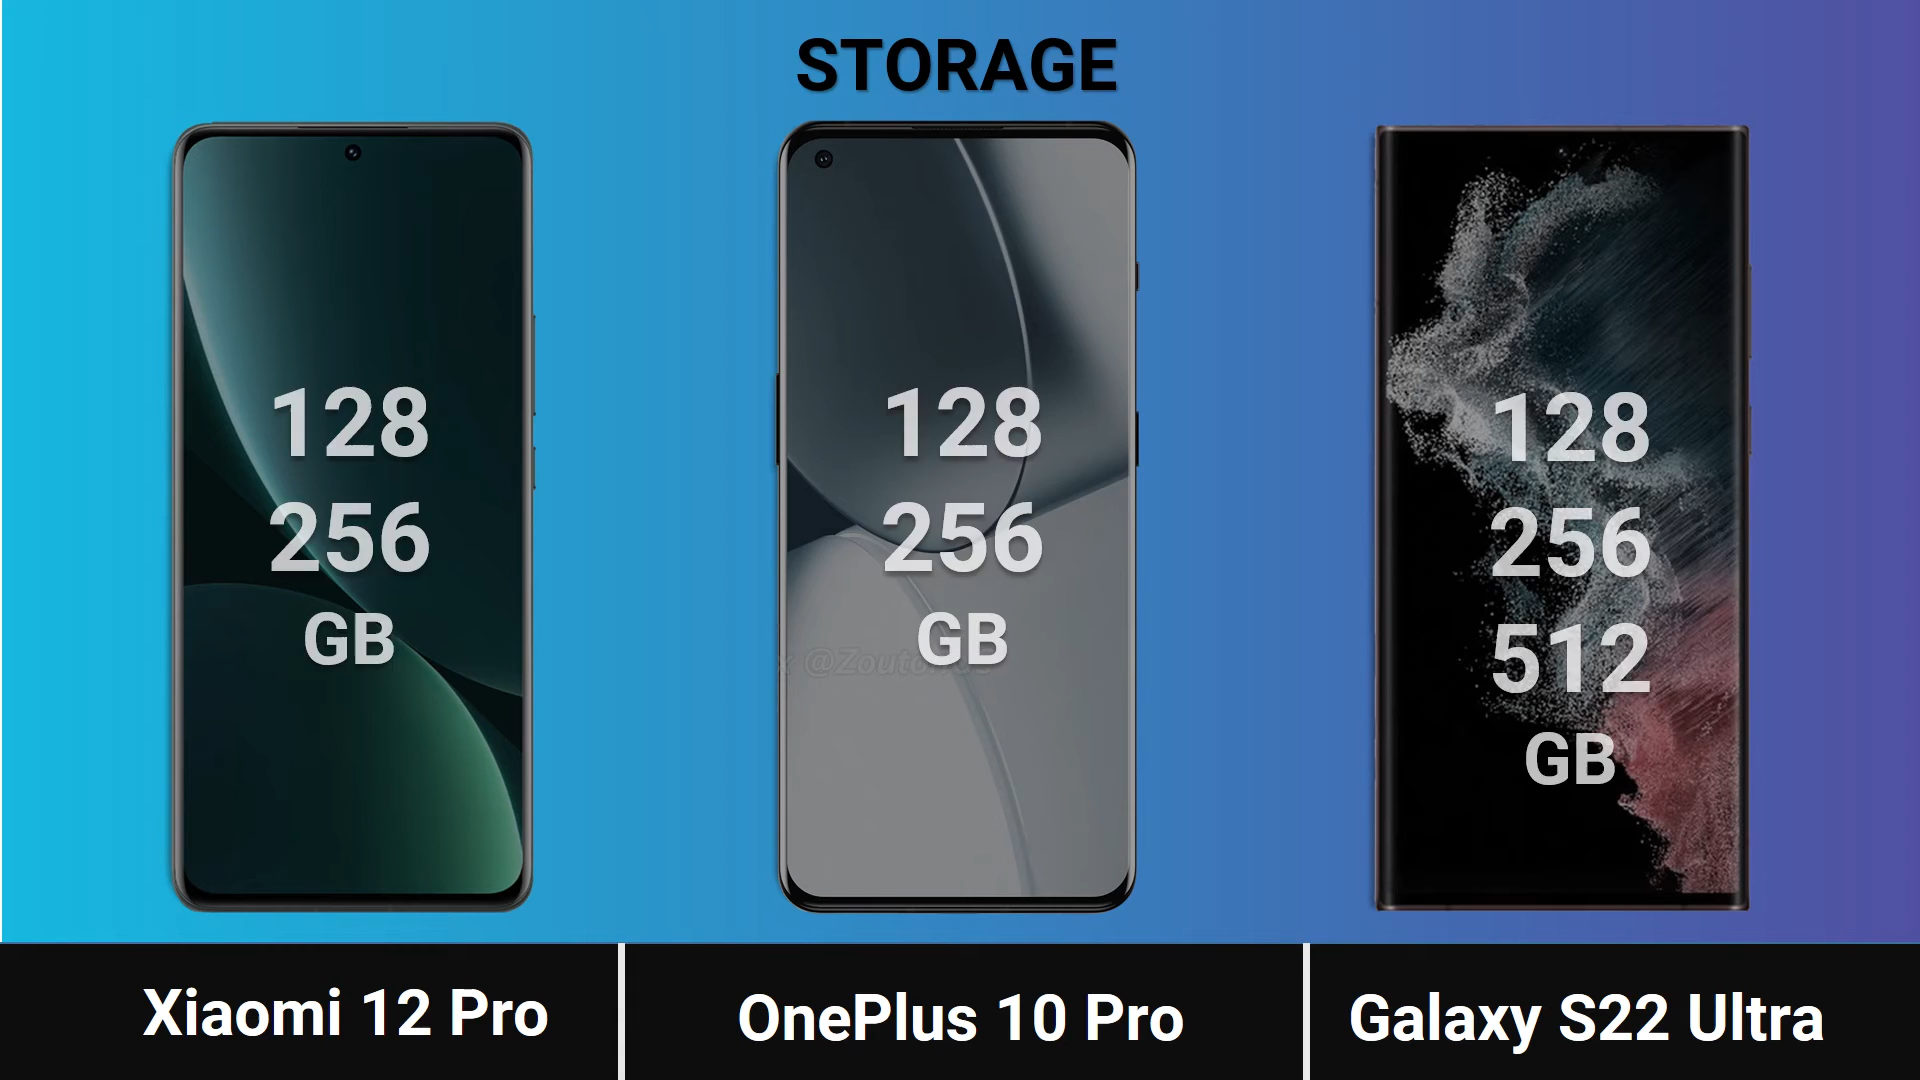 STORAGE
128
256
GB
128
256
GB
128
256
512
GB
Xiaomi 12 Pro
OnePlus 10 Pro
Galaxy S22 Ultra